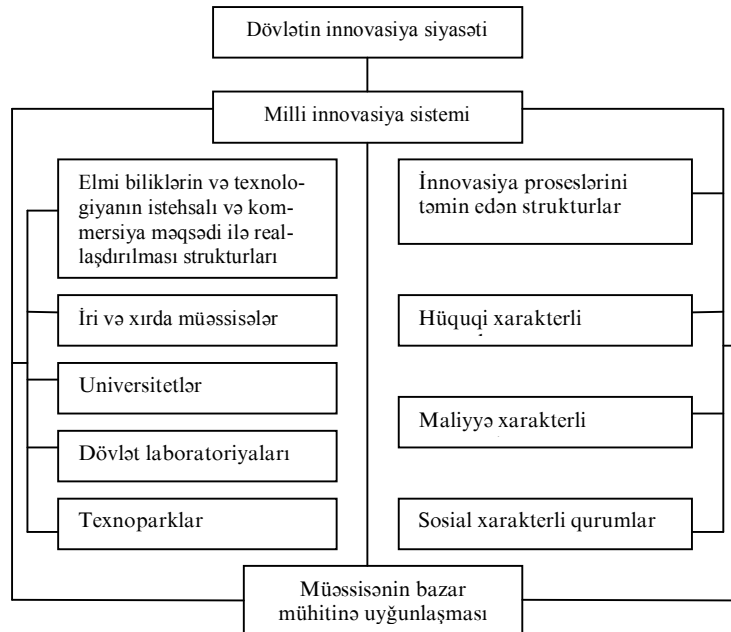 Dövlətin innovasiya siyasəti
Milli innovasiya sistemi
Elmi biliklərin və texnolo-
giyanın istehsalı və kom-
mersiya məqsədi ilə real-
laşdırılması strukturları
İri və xırda müəssisələr
Universitetlər
Dövlət laboratoriyaları
Texnoparklar
İnnovasiya proseslərini
təmin edən strukturlar
Hüquqi xarakterli
Maliyyə xarakterli
Sosial xarakterli qurumlar
Müəssisənin bazar
mühitinə uyğunlaşması